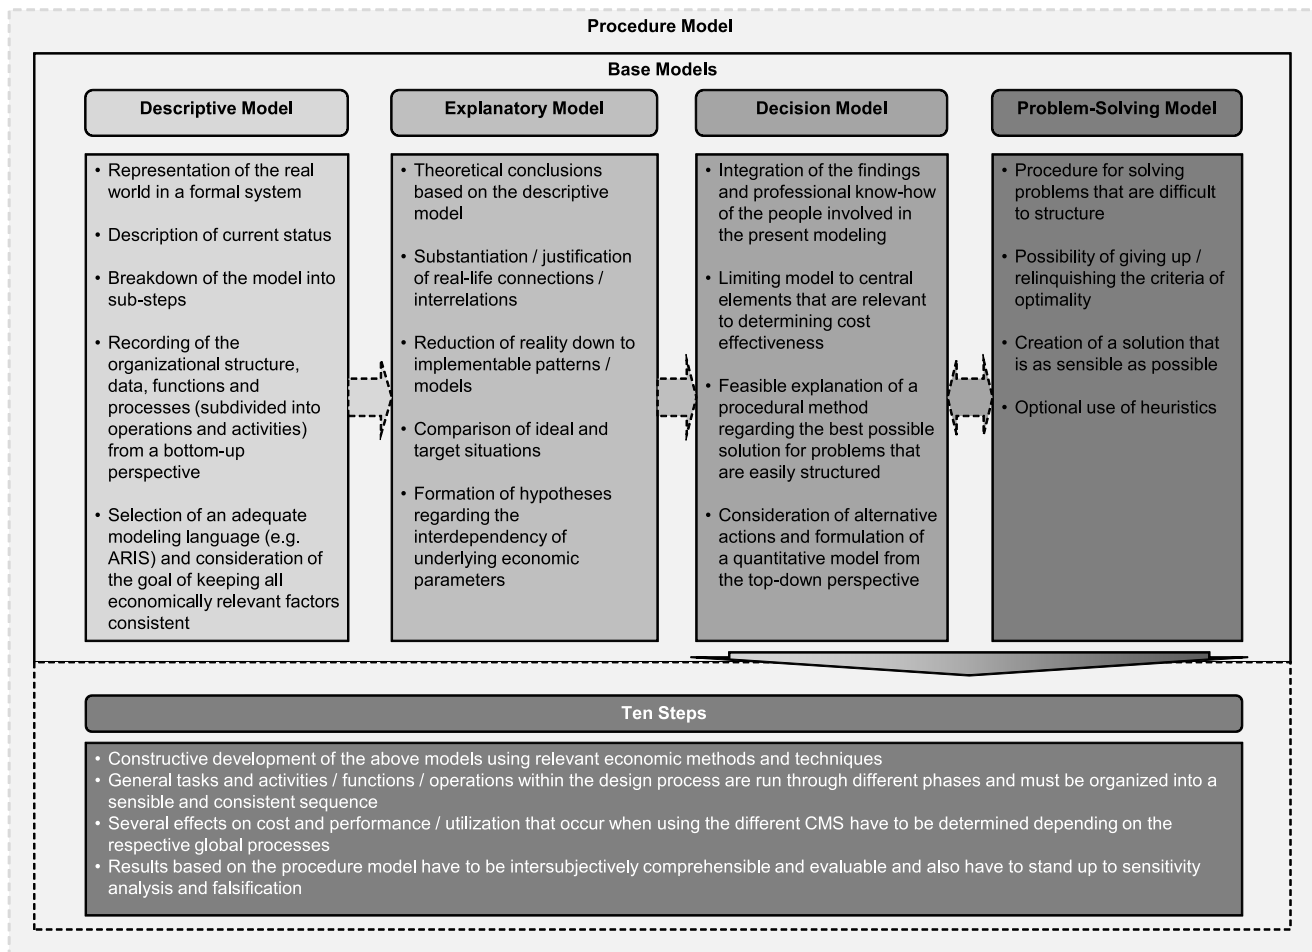 Procedure Model
Base Models
Descriptive Model
• Representation of the real
world in a formal system
• Description of current status
• Breakdown of the model into
sub-steps
• Recording of the
organizational structure,
data, functions and
processes (subdivided into
operations and activities)
from a bottom-up
perspective
• Selection of an adequate
modeling language (e.g.
ARIS) and consideration of
the goal of keeping all
economically relevant factors
consistent
Explanatory Model
• Theoretical conclusions
based on the descriptive
model
• Substantiation / justification
of real-life connections /
interrelations
• Reduction of reality down to
implementable patterns /
models
• Comparison of ideal and
target situations
• Formation of hypotheses
regarding the
interdependency of
underlying economic
parameters
Decision Model
• Integration of the findings
and professional know-how
of the people involved in
the present modeling
• Limiting model to central
elements that are relevant
to determining cost
effectiveness
• Feasible explanation of a
procedural method
regarding the best possible
solution for problems that
are easily structured
• Consideration of alternative
actions and formulation of
a quantitative model from
the top-down perspective
Problem-Solving Model
• Procedure for solving
problems that are difficult
to structure
• Possibility of giving up /
relinquishing the criteria of
optimality
• Creation of a solution that
is as sensible as possible
• Optional use of heuristics
Ten Steps
• Constructive development of the above models using relevant economic methods and techniques
• General tasks and activities / functions / operations within the design process are run through different phases and must be organized into a
sensible and consistent sequence
• Several effects on cost and performance / utilization that occur when using the different CMS have to be determined depending on the
respective global processes
• Results based on the procedure model have to be intersubjectively comprehensible and evaluable and also have to stand up to sensitivity
analysis and falsification